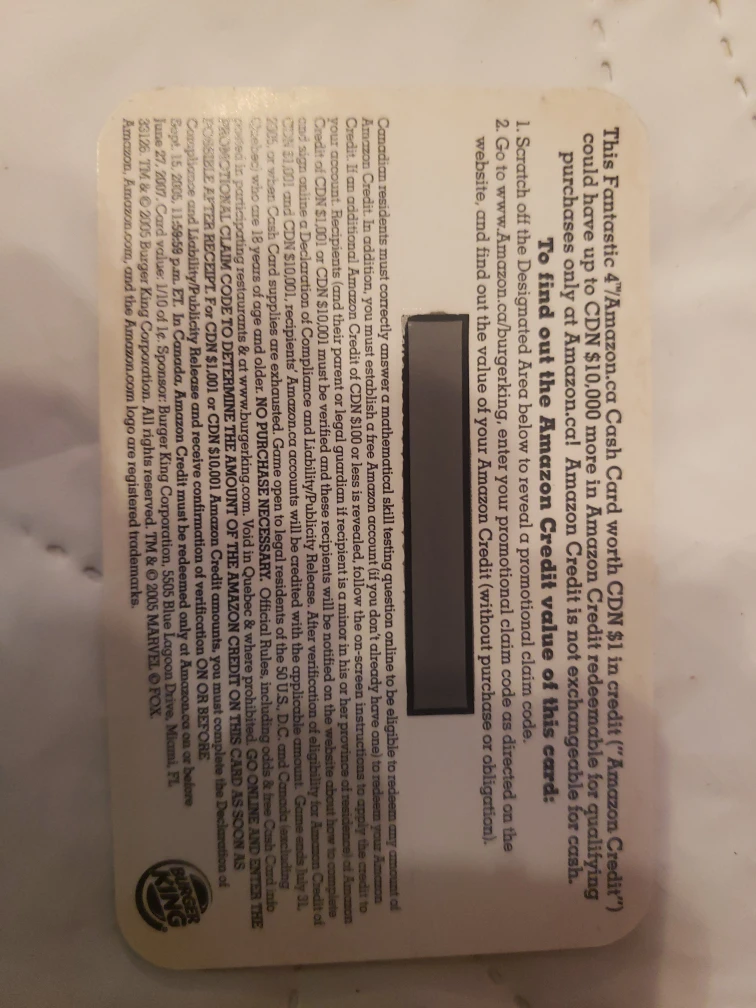 This Fantastic 4™/Amazon.ca Cash Card worth CDN $1 in credit ("Amazon Credit")
could have up to CDN $10,000 more in Amazon Credit redeemable for qualifying
purchases only at Amazon.ca! Amazon Credit is not exchangeable for cash.
To find out the Amazon Credit value of this card:
1. Scratch off the Designated Area below to reveal a promotional claim code.
2. Go to www.Amazon.ca/burgerking, enter your promotional claim code as directed on the
website, and find out the value of your Amazon Credit (without purchase or obligation).
Canadian residents must correctly answer a mathematical skill testing question online to be eligible to redeem any amount of
Amazon Credit. In addition, you must establish a free Amazon account (if you don't already have one) to redeem your Amazon
Credit. If an additional Amazon Credit of CDN $100 or less is revealed, follow the on-screen instructions to apply the credit to
your account. Recipients (and their parent or legal guardian if recipient is a minor in his or her province of residence) of Amazon
Credit of CDN $1,001 or CDN $10,001 must be verified and these recipients will be notified on the website about how to complete
and sign online a Declaration of Compliance and Liability/Publicity Release. After verification of eligibility for Amazon Credit of
CDN $1,001 and CDN $10,001, recipients' Amazon.ca accounts will be credited with the applicable amount. Game ends July 31,
2005, or when Cash Card supplies are exhausted. Game open to legal residents of the 50 U.S., D.C. and Canada (excluding
Quebec) who are 18 years of age and older. NO PURCHASE NECESSARY. Official Rules, including odds & free Cash Card info
posted in participating restaurants & at www.burgerking.com. Void in Quebec & where prohibited. GO ONLINE AND ENTER THE
PROMOTIONAL CLAIM CODE TO DETERMINE THE AMOUNT OF THE AMAZON CREDIT ON THIS CARD AS SOON AS
POSSIBLE AFTER RECEIPT. For CDN $1,001 or CDN $10,001 Amazon Credit amounts, you must complete the Declaration of
Compliance and Liability/Publicity Release and receive confirmation of verification ON OR BEFORE
Sept. 15, 2005, 11:59:59 p.m. ET. In Canada, Amazon Credit must be redeemed only at Amazon.ca on or before
June 27, 2007. Card value: 1/10 of 1¢. Sponsor: Burger King Corporation, 5505 Blue Lagoon Drive, Miami, FL
33126. TM & © 2005 Burger King Corporation. All rights reserved. TM & © 2005 MARVEL © FOX.
Amazon, Amazon.com, and the Amazon.com logo are registered trademarks.
BURGER
KING